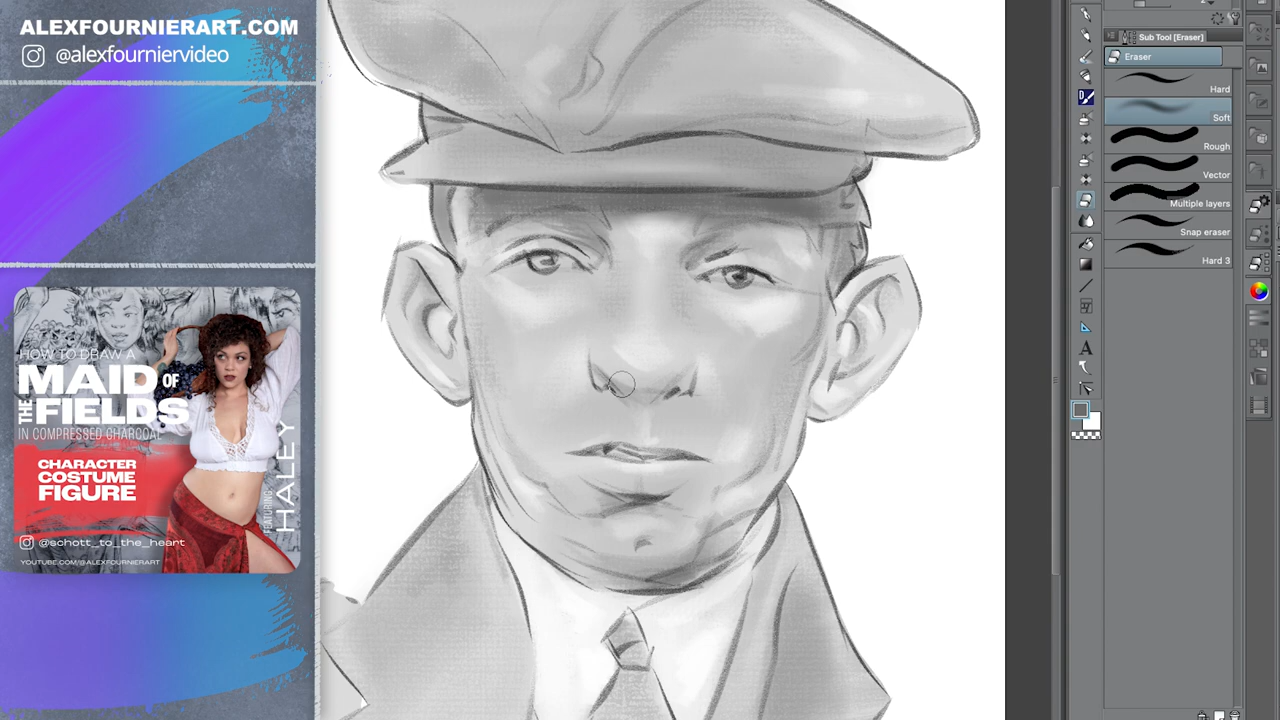 ALEXFOURNIERART.COM
@alexfourniervideo
HOW TO DRAW A
MAID OF
THE FIELDS
IN COMPRESSED CHARCOAL
CHARACTER
COSTUME
FIGURE
FEATURING
HALEY
@schott_to_the_heart
YOUTUBE.COM/@ALEXFOURNIERART
Sub Tool [Eraser]
Eraser
Hard
Soft
Rough
Vector
Multiple layers
Snap eraser
Hard 3
A